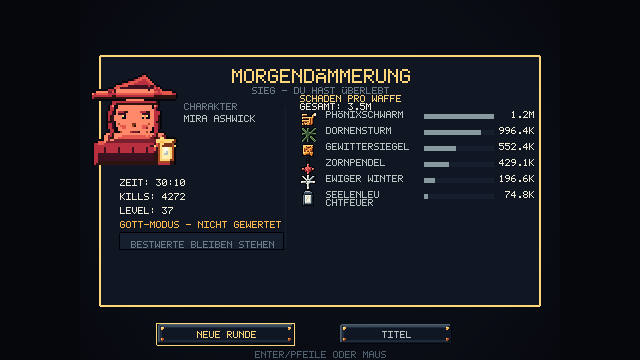 MORGENDÄMMERUNG
SIEG - DU HAST ÜBERLEBT
CHARAKTER
MIRA ASHWICK
ZEIT: 30:10
KILLS: 4272
LEVEL: 37
GOTT-MODUS - NICHT GEWERTET
BESTWERTE BLEIBEN STEHEN
SCHADEN PRO WAFFE
GESAMT: 3.5M
PHÖNIXSCHWARM 1.2M
DORNENSTURM 996.4K
GEWITTERSIEGEL 552.4K
ZORNPENDEL 429.1K
EWIGER WINTER 196.6K
SEELENLEU 74.8K
CHTFEUER
NEUE RUNDE
TITEL
ENTER/PFEILE ODER MAUS